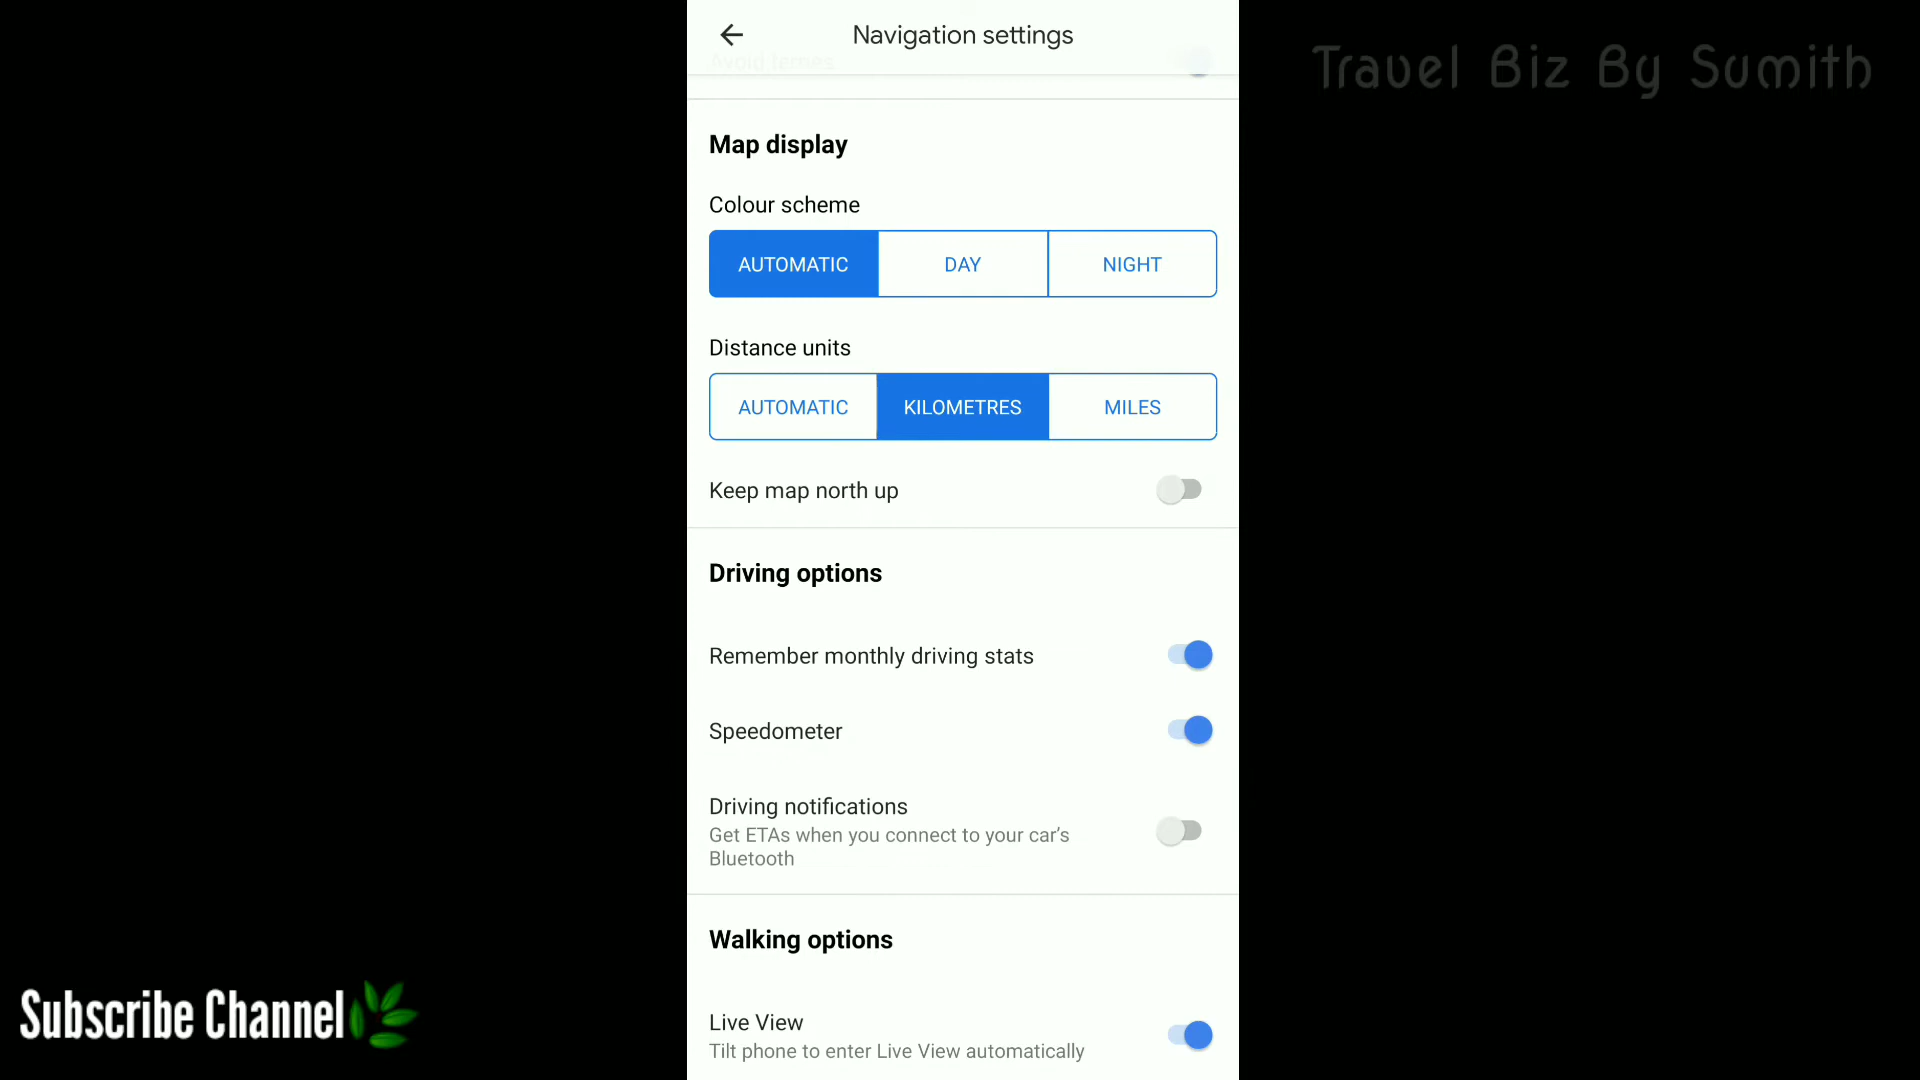 Navigation settings
Travel Biz By Sumith
Map display
Colour scheme
AUTOMATIC DAY NIGHT
Distance units
AUTOMATIC KILOMETRES MILES
Keep map north up
Driving options
Remember monthly driving stats
Speedometer
Driving notifications
Get ETAs when you connect to your car's
Bluetooth
Walking options
Live View
Tilt phone to enter Live View automatically
Subscribe Channel